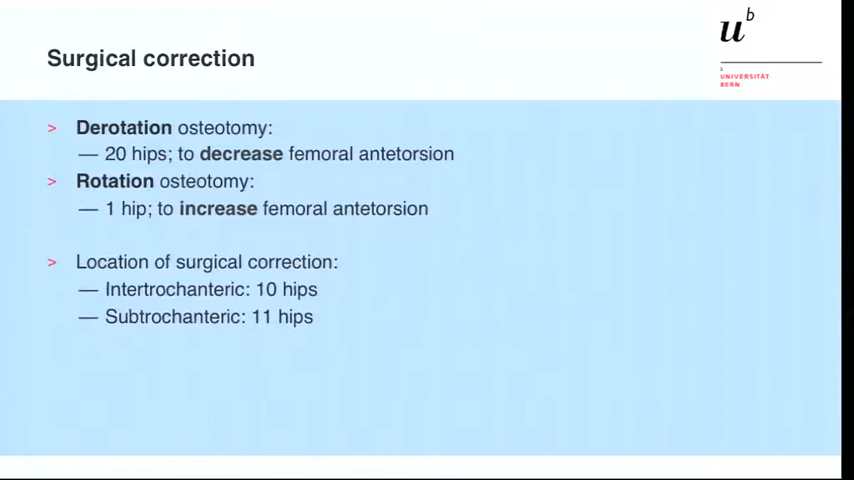 Surgical correction
u^b
b
UNIVERSITÄT
BERN
> Derotation osteotomy:
— 20 hips; to decrease femoral antetorsion
> Rotation osteotomy:
— 1 hip; to increase femoral antetorsion
> Location of surgical correction:
— Intertrochanteric: 10 hips
— Subtrochanteric: 11 hips